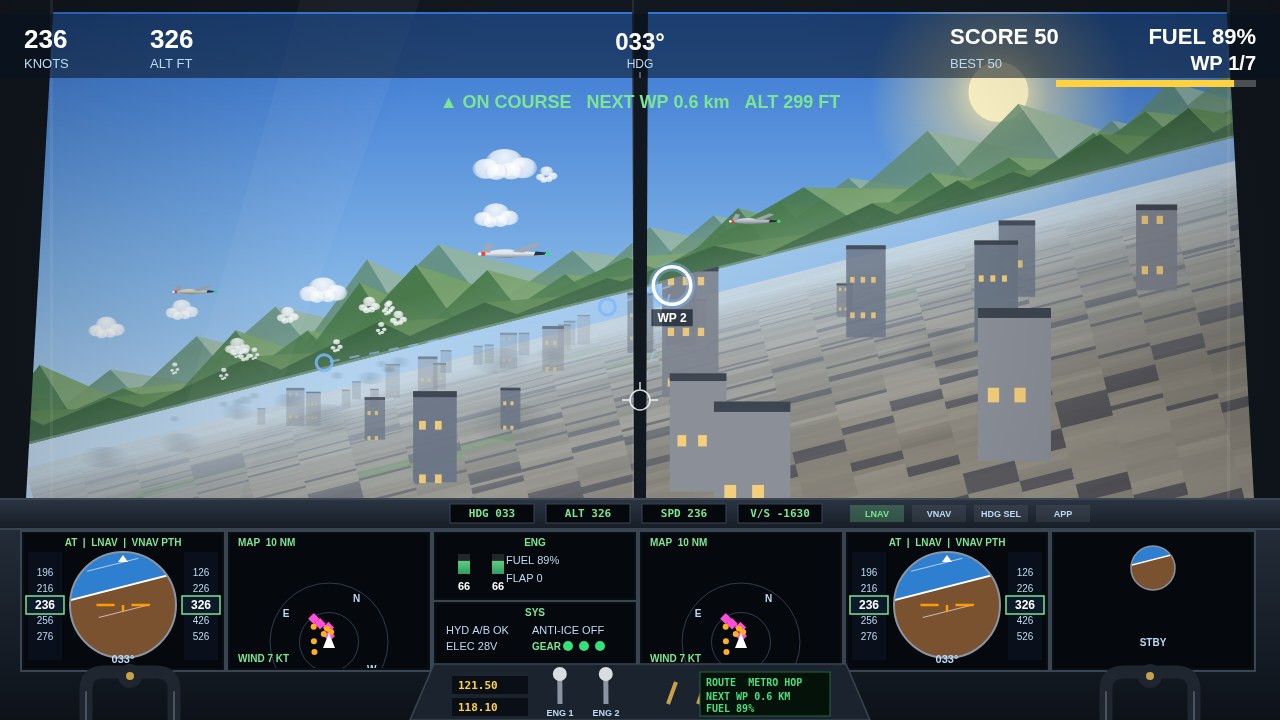 236
KNOTS
326
ALT FT
033°
HDG
SCORE 50
BEST 50
FUEL 89%
WP 1/7
▲ ON COURSE NEXT WP 0.6 km ALT 299 FT
WP 2
HDG 033
ALT 326
SPD 236
V/S -1630
LNAV
VNAV
HDG SEL
APP
AT | LNAV | VNAV PTH
196
216
236
256
276
126
226
326
426
526
033°
MAP 10 NM
N
E
W
WIND 7 KT
ENG
FUEL 89%
FLAP 0
66
66
SYS
HYD A/B OK
ANTI-ICE OFF
ELEC 28V
GEAR
MAP 10 NM
N
E
WIND 7 KT
AT | LNAV | VNAV PTH
196
216
236
256
276
126
226
326
426
526
033°
STBY
121.50
118.10
ENG 1
ENG 2
ROUTE METRO HOP
NEXT WP 0.6 KM
FUEL 89%